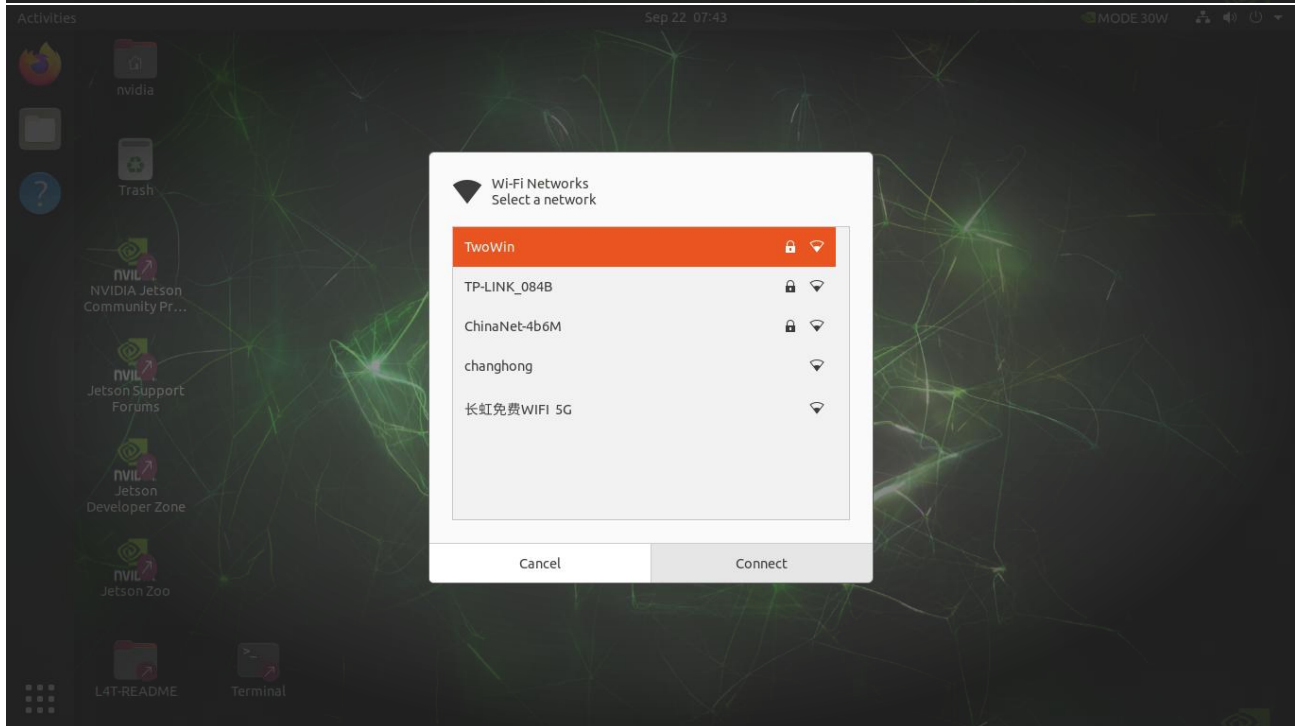 Activities
Sep 22 07:43
MODE 30W
nvidia
Trash
NVIDIA Jetson
Community Pr...
Jetson Support
Forums
Jetson
Developer Zone
Jetson Zoo
L4T-README
Terminal
Wi-Fi Networks
Select a network
TwoWin
TP-LINK_084B
ChinaNet-4b6M
changhong
长虹免费WIFI 5G
Cancel
Connect